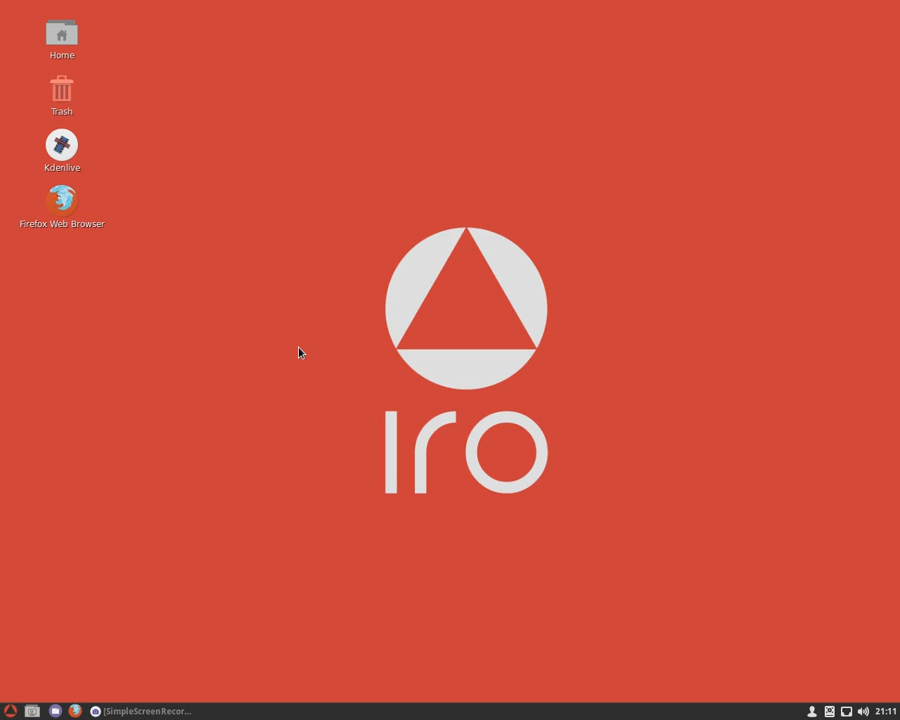 Home
Trash
Kdenlive
Firefox Web Browser
Iro
[SimpleScreenRecor...
21:11